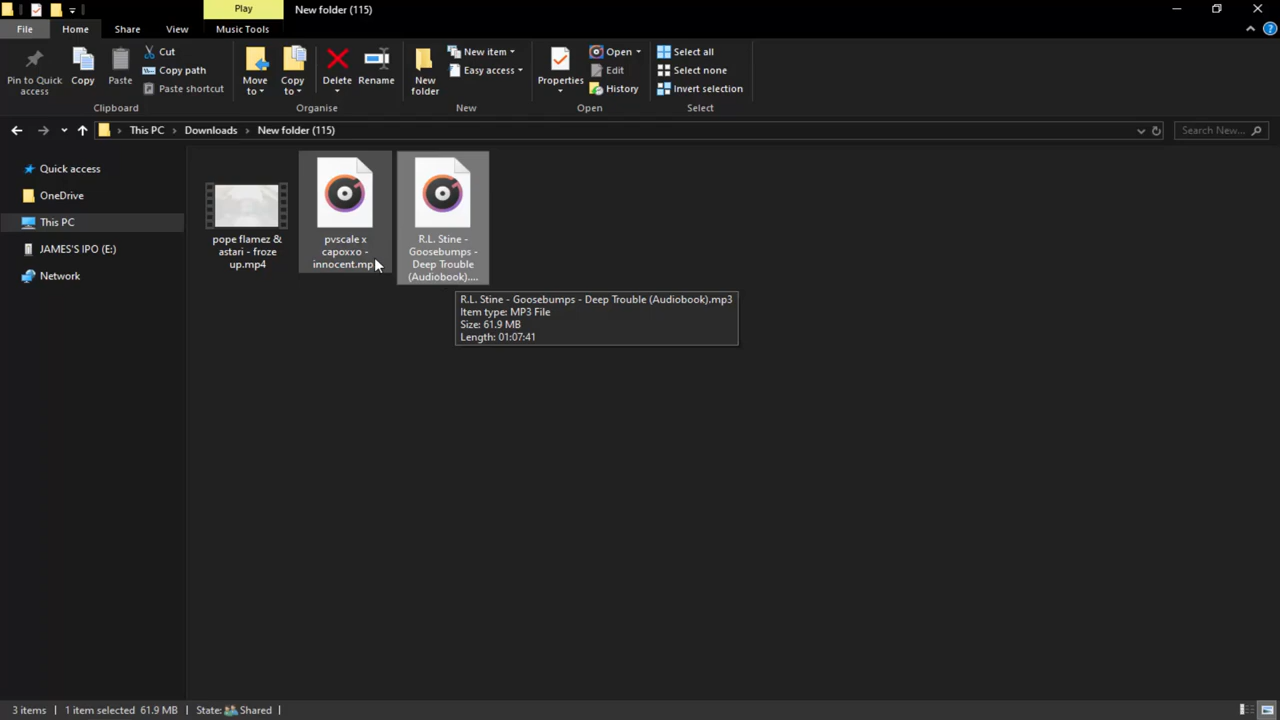 Play
New folder (115)
File
Home
Share
View
Music Tools
Pin to Quick
access
Copy
Paste
Cut
Copy path
Paste shortcut
Clipboard
Move
to
Copy
to
Delete
Rename
Organise
New
folder
New item
Easy access
New
Properties
Open
Edit
History
Open
Select all
Select none
Invert selection
Select
This PC
Downloads
New folder (115)
Search New...
Quick access
OneDrive
This PC
JAMES'S IPO (E:)
Network
pope flamez &
astari - froze
up.mp4
pvscale x
capoxxo -
innocent.mp
R.L. Stine -
Goosebumps -
Deep Trouble
(Audiobook)....
R.L. Stine - Goosebumps - Deep Trouble (Audiobook).mp3
Item type: MP3 File
Size: 61.9 MB
Length: 01:07:41
3 items
1 item selected 61.9 MB
State: Shared